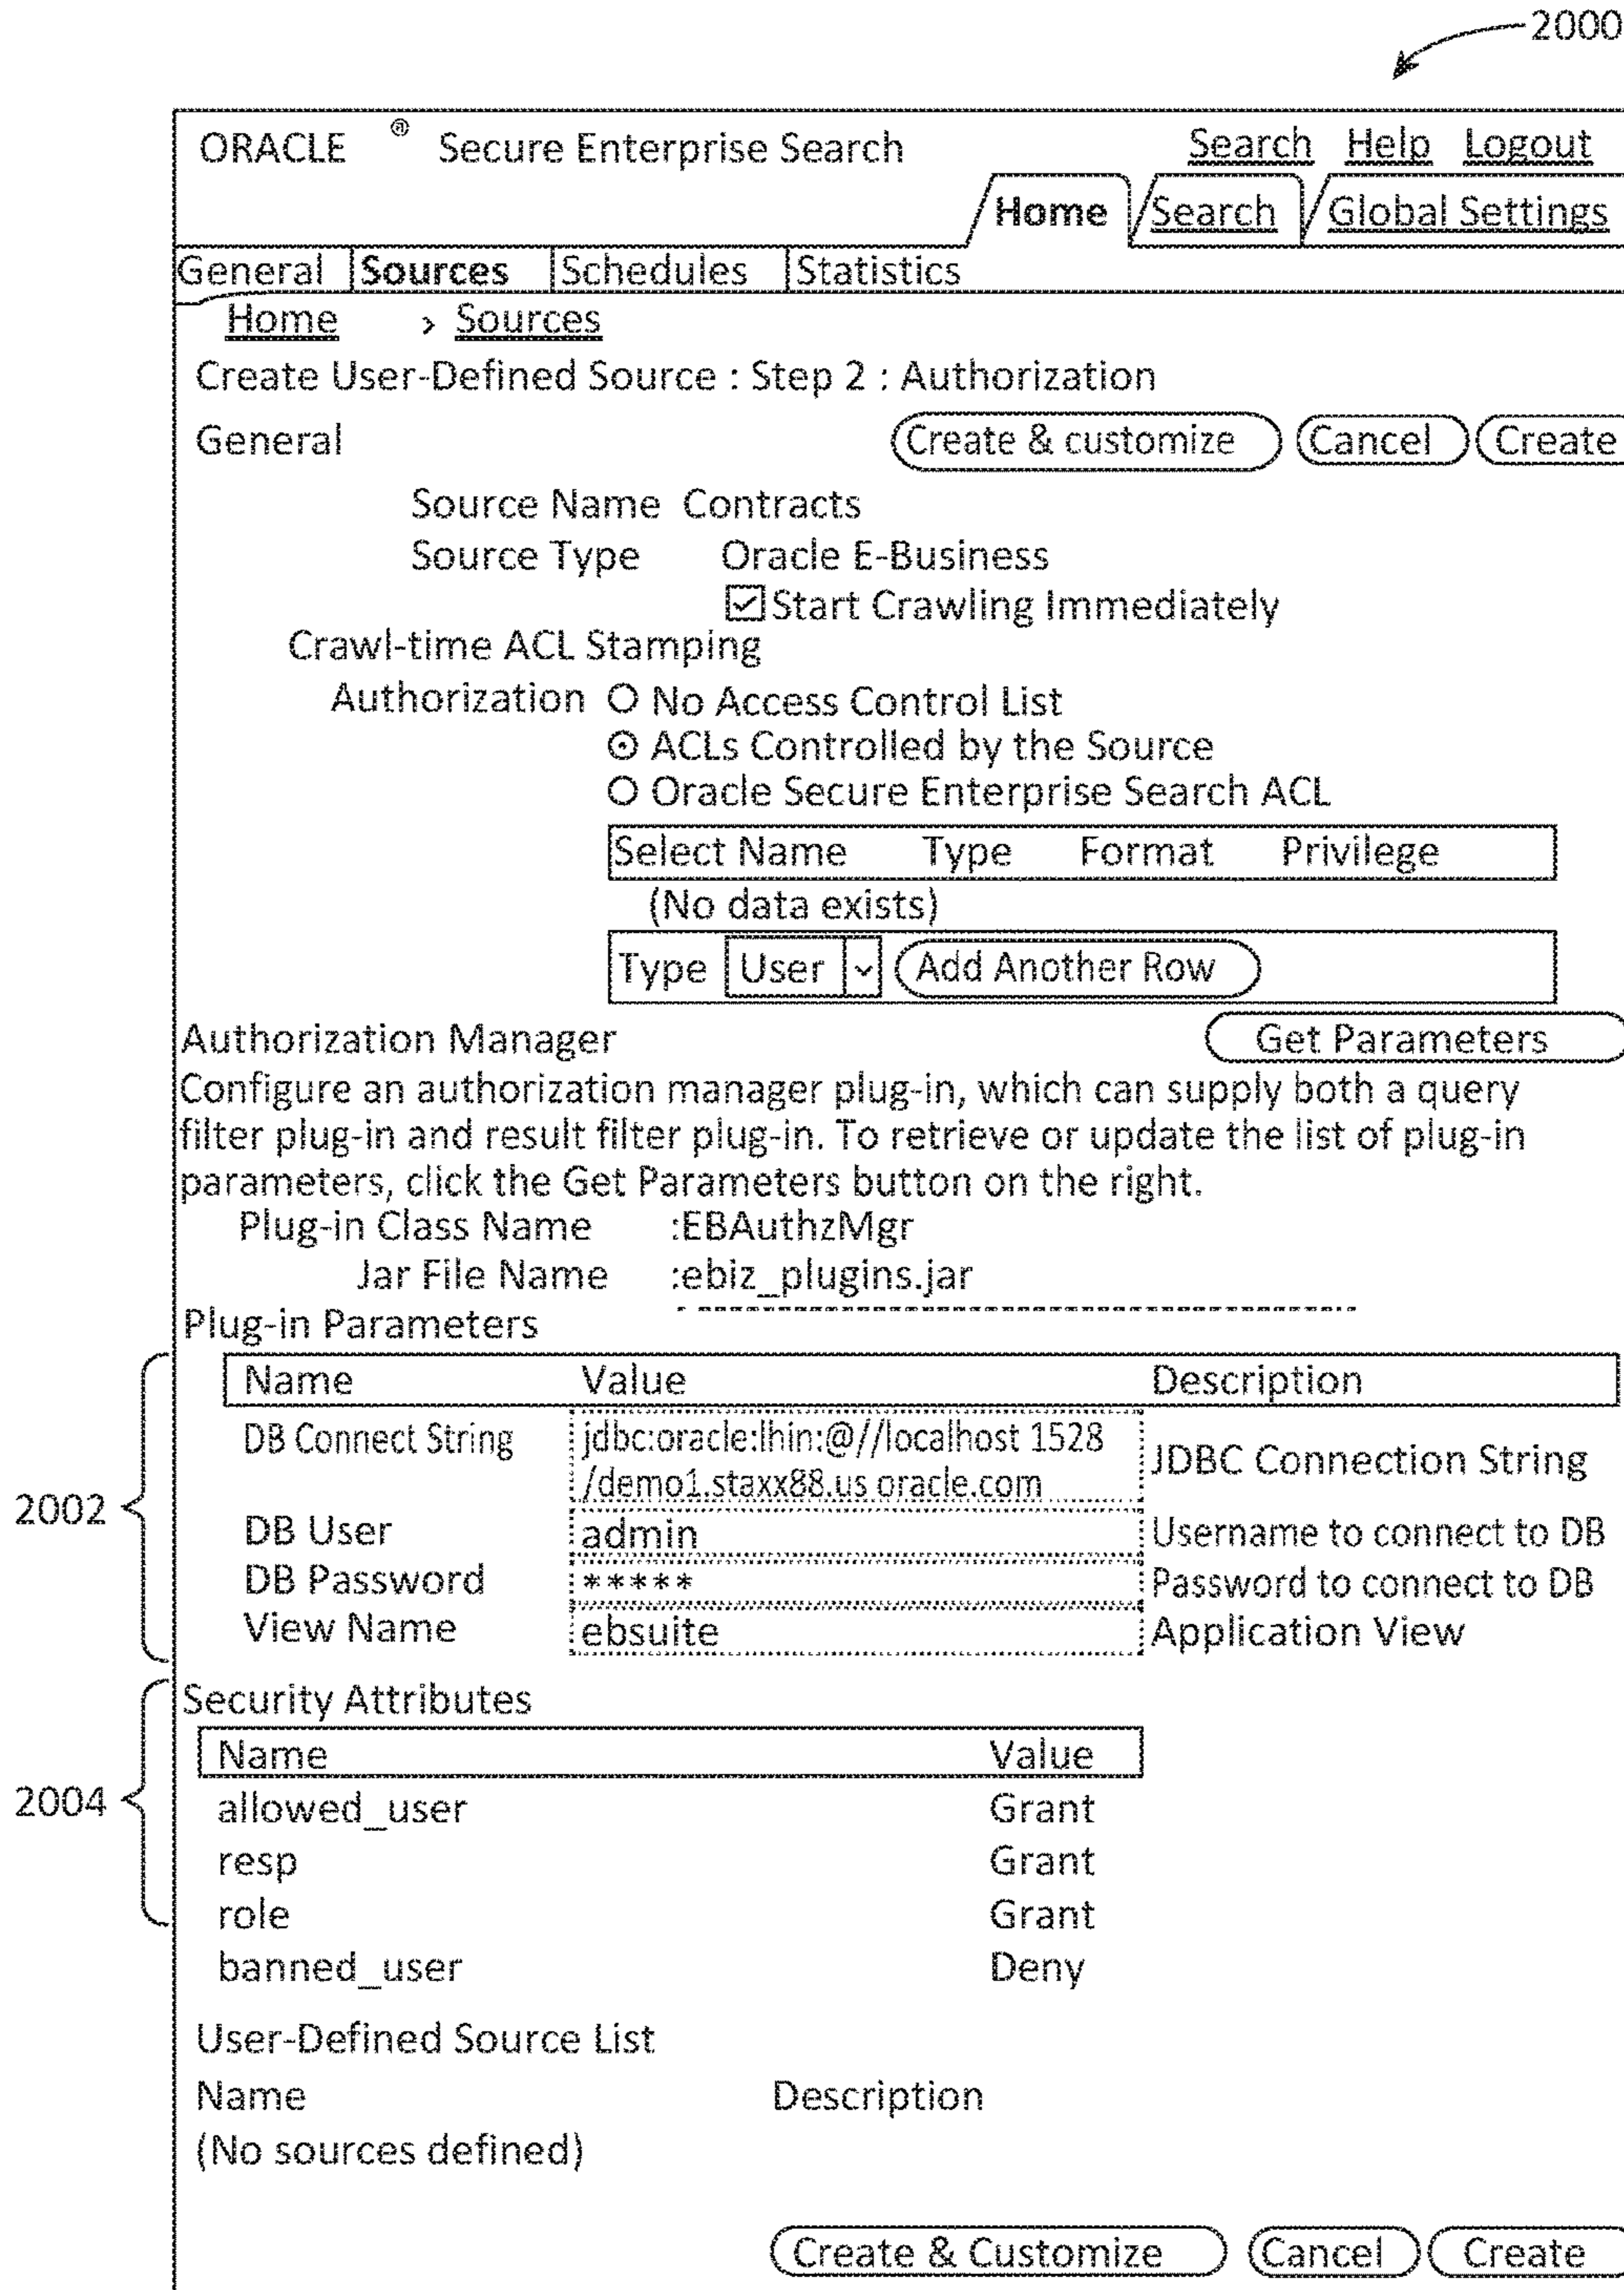 2000
ORACLE ® Secure Enterprise Search Search Help Logout
Home Search Global Settings
General Sources Schedules Statistics
Home > Sources
Create User-Defined Source : Step 2 : Authorization
General Create & customize Cancel Create
Source Name Contracts
Source Type Oracle E-Business
Start Crawling Immediately
Crawl-time ACL Stamping
Authorization No Access Control List
ACLs Controlled by the Source
Oracle Secure Enterprise Search ACL
Select Name Type Format Privilege
(No data exists)
Type User Add Another Row
Authorization Manager Get Parameters
Configure an authorization manager plug-in, which can supply both a query
filter plug-in and result filter plug-in. To retrieve or update the list of plug-in
parameters, click the Get Parameters button on the right.
Plug-in Class Name :EBAuthzMgr
Jar File Name :ebiz_plugins.jar
Plug-in Parameters
Name Value Description
DB Connect String jdbc:oracle:lhin:@//localhost 1528
/demo1.staxx88.us oracle.com JDBC Connection String
2002
DB User admin Username to connect to DB
DB Password ***** Password to connect to DB
View Name ebsuite Application View
Security Attributes
Name Value
2004
allowed_user Grant
resp Grant
role Grant
banned_user Deny
User-Defined Source List
Name Description
(No sources defined)
Create & Customize Cancel Create